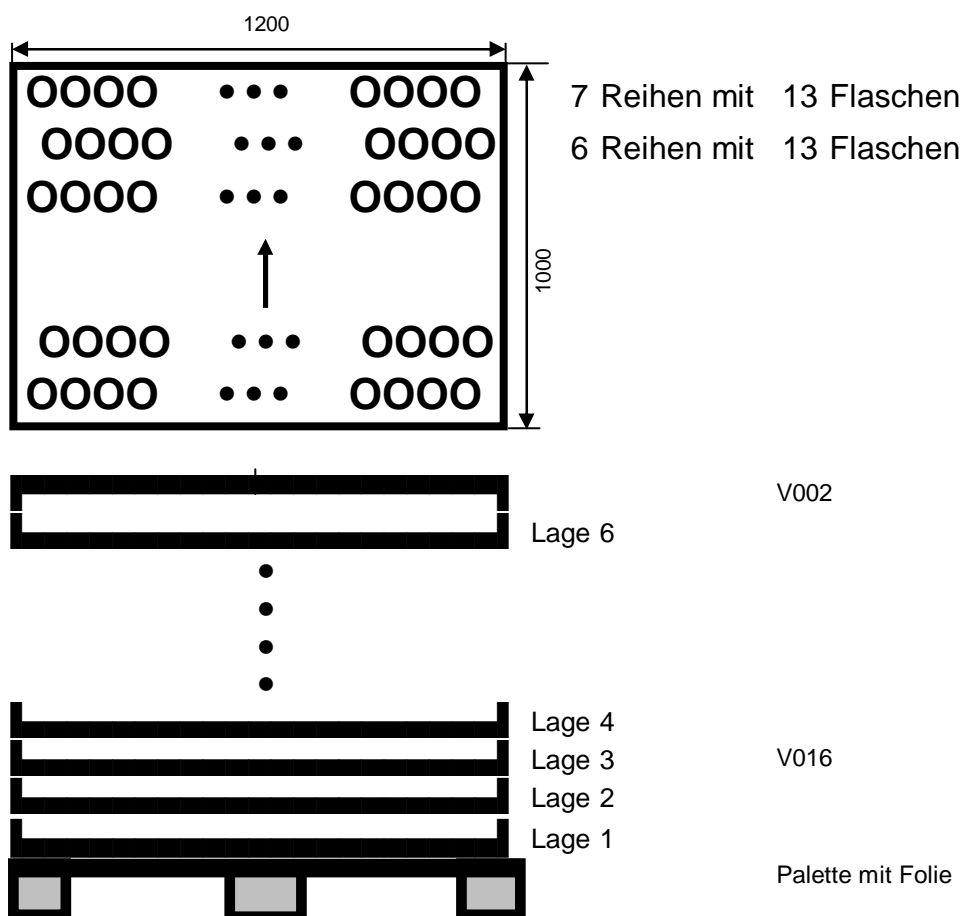 1200
OOOO • • • OOOO 7 Reihen mit 13 Flaschen
OOOO • • • OOOO 6 Reihen mit 13 Flaschen
OOOO • • • OOOO
1000
OOOO • • • OOOO
OOOO • • • OOOO
V002
Lage 6
Lage 4
Lage 3 V016
Lage 2
Lage 1
Palette mit Folie